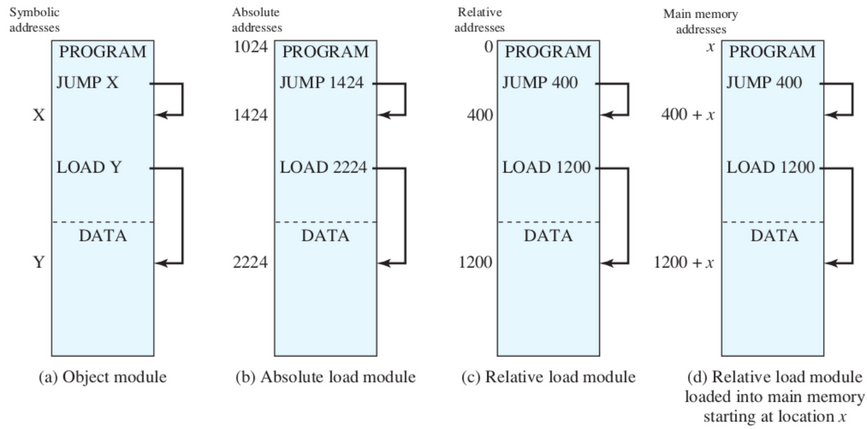 Symbolic
addresses
PROGRAM
JUMP X
X
LOAD Y
DATA
Y
(a) Object module
Absolute
addresses
1024
PROGRAM
JUMP 1424
1424
LOAD 2224
DATA
2224
(b) Absolute load module
Relative
addresses
0
PROGRAM
JUMP 400
400
LOAD 1200
DATA
1200
(c) Relative load module
Main memory
addresses
x
PROGRAM
JUMP 400
400 + x
LOAD 1200
DATA
1200 + x
(d) Relative load module
loaded into main memory
starting at location x